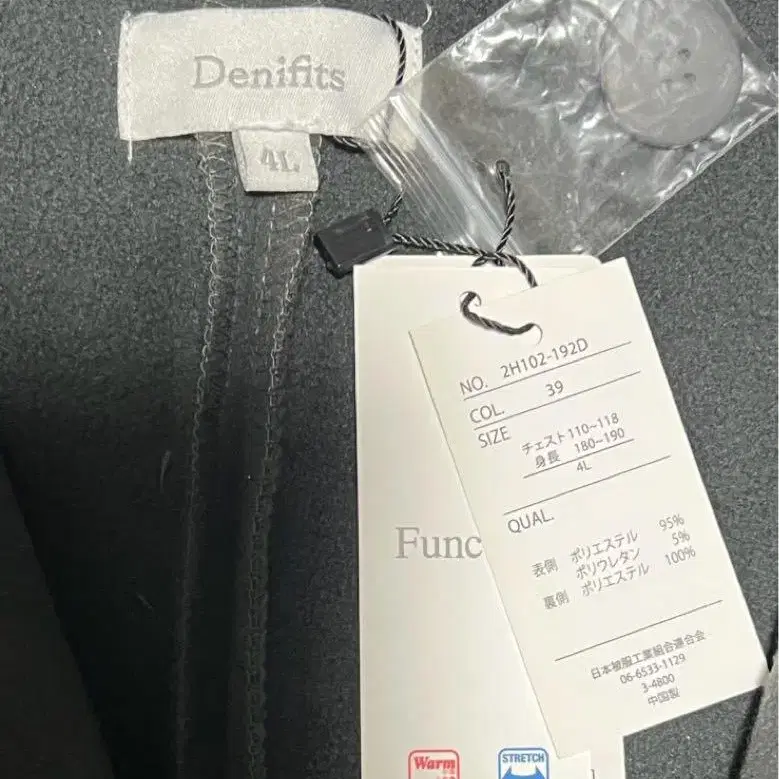 Denifits
4L
NO. 2H102-192D
COL. 39
SIZE
チェスト 110~118
身長 180~190
4L
QUAL.
表側 ポリエステル 95%
ポリウレタン 5%
裏側 ポリエステル 100%
日本被服工業組合連合会
06-6533-1129
3-4800
中国製
Func
Warm
STRETCH